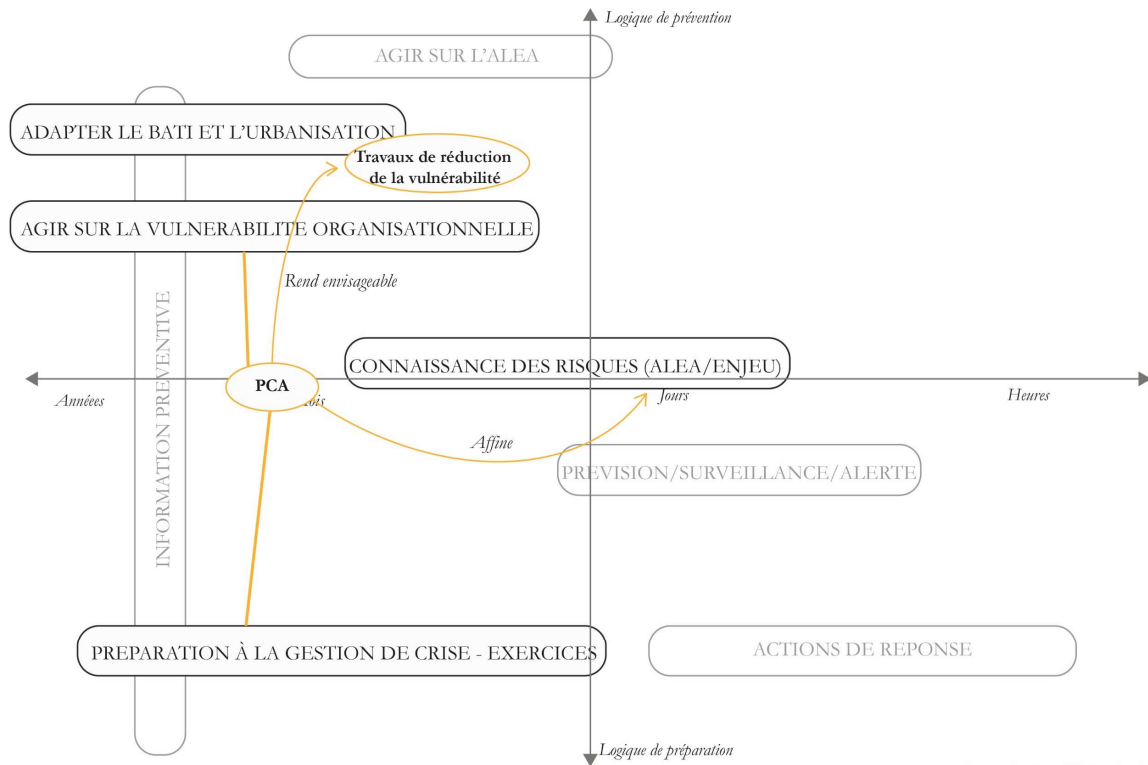 Logique de prévention
AGIR SUR L'ALEA
ADAPTER LE BATI ET L'URBANISATION
Travaux de réduction
de la vulnérabilité
AGIR SUR LA VULNERABILITE ORGANISATIONNELLE
Rend envisageable
INFORMATION PREVENTIVE
CONNAISSANCE DES RISQUES (ALEA/ENJEU)
PCA
Annéees
Jours
Heures
Affine
PREVISION/SURVEILLANCE/ALERTE
PREPARATION À LA GESTION DE CRISE - EXERCICES
ACTIONS DE REPONSE
Logique de préparation